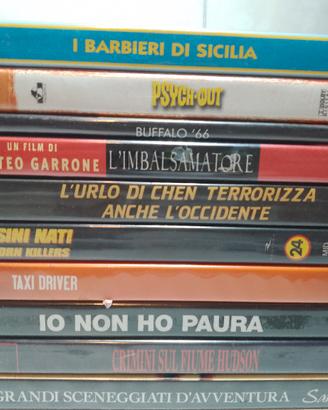 I BARBIERI DI SICILIA
PSYCH-OUT
BUFFALO '66
UN FILM DI
TEO GARRONE
L'IMBALSAMATORE
L'URLO DI CHEN TERRORIZZA
ANCHE L'OCCIDENTE
SINI NATI
ORN KILLERS
24
TAXI DRIVER
IO NON HO PAURA
CRIMINI SUL FIUME HUDSON
GRANDI SCENEGGIATI D'AVVENTURA